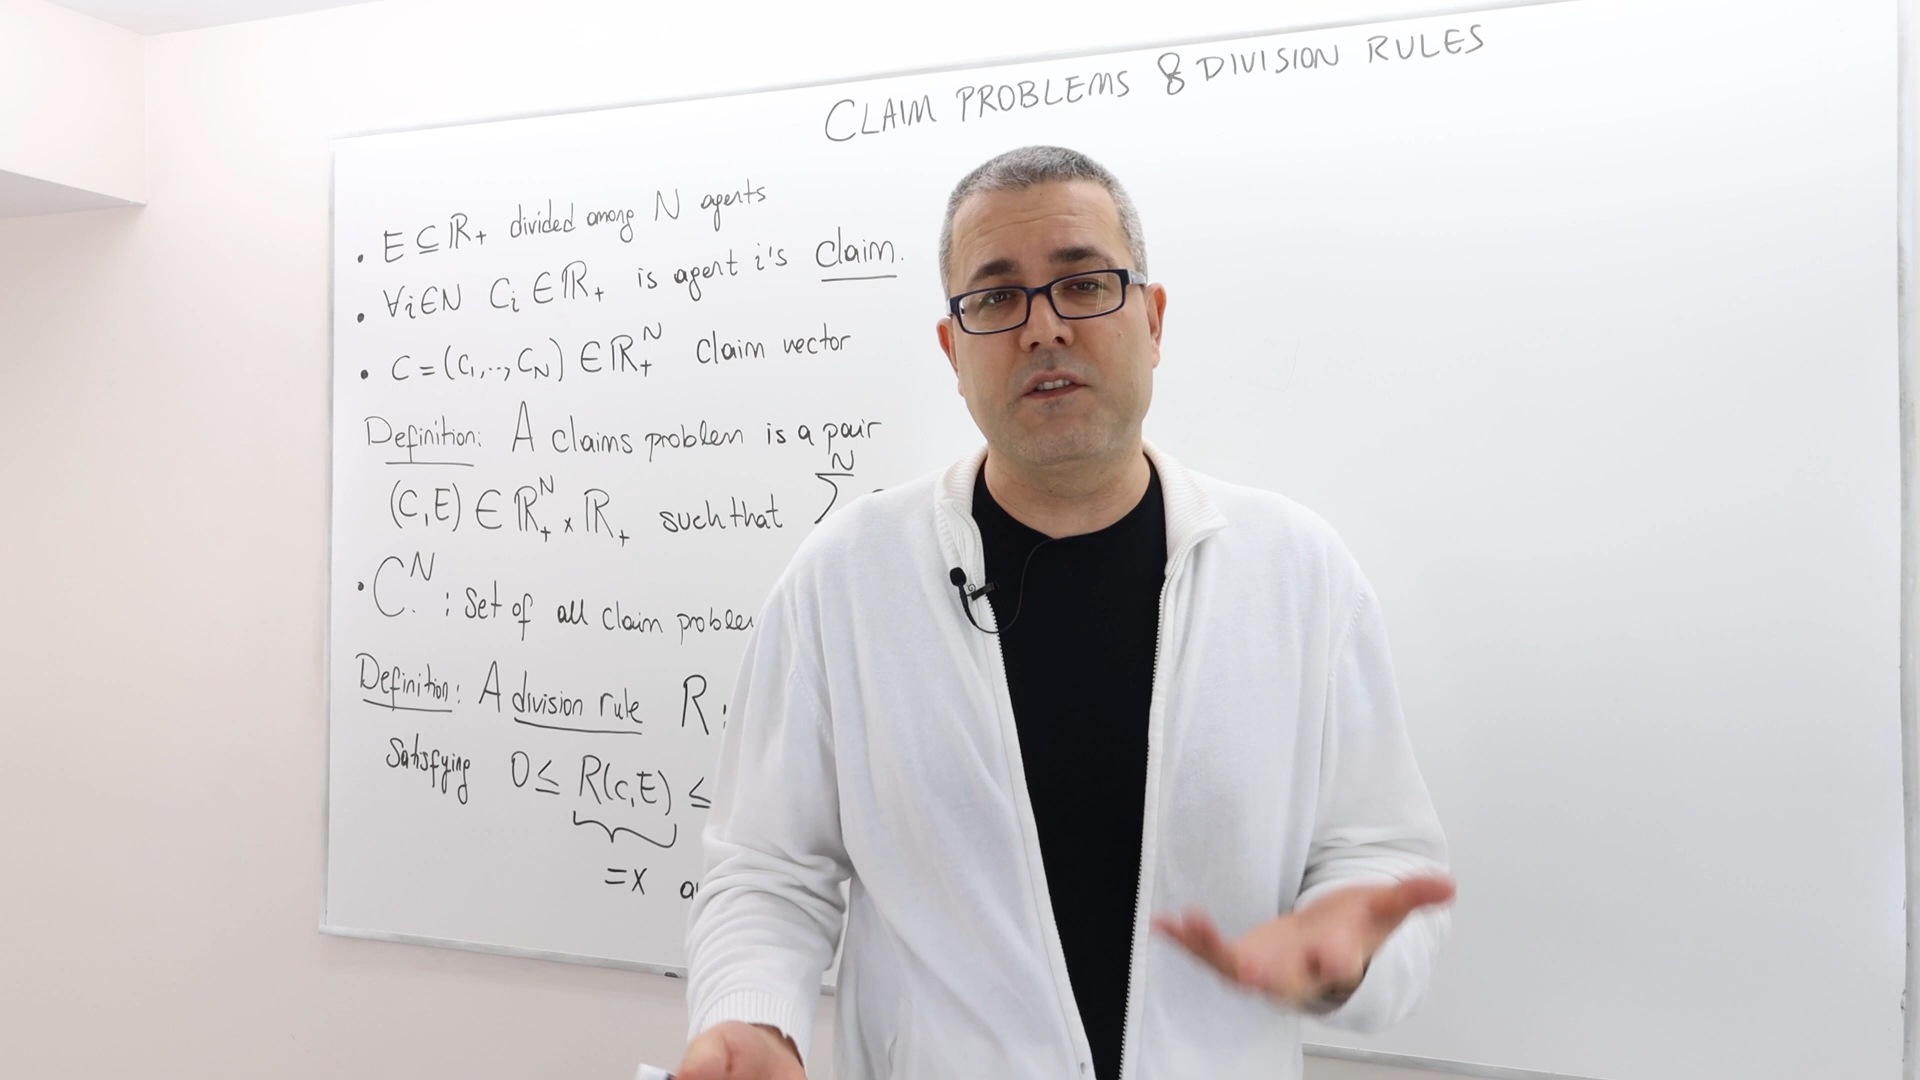 CLAIM PROBLEMS & DIVISION RULES
• E ⊆ ℝ₊ divided among N agents
• ∀i∈N Cᵢ ∈ ℝ₊ is agent i's claim.
• C = (C₁,..., C_N) ∈ ℝ₊ᴺ claim vector
Definition: A claims problem is a pair
(C,E) ∈ ℝ₊ᴺ × ℝ₊ such that ∑ᴺ
• Cᴺ : set of all claim
Definition: A division rule R :
Satisfying 0 ≤ R(c,E) ≤
= x